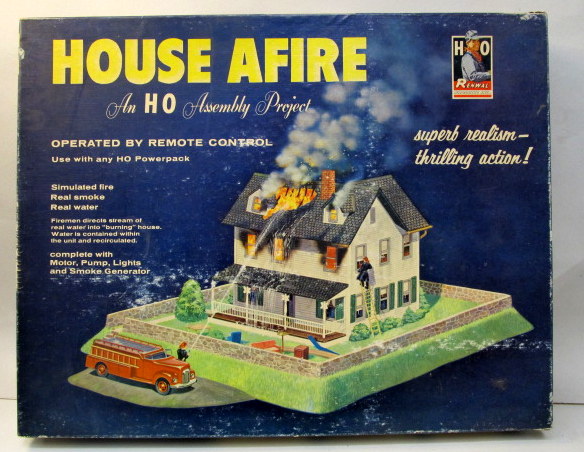 HOUSE AFIRE
An HO Assembly Project
OPERATED BY REMOTE CONTROL
Use with any HO Powerpack
Simulated fire
Real smoke
Real water
Firemen directs stream of
real water into "burning" house.
Water is contained within
the unit and recirculated.
complete with
Motor, Pump, Lights
and Smoke Generator
HO
RENWAL
superb realism—
thrilling action!